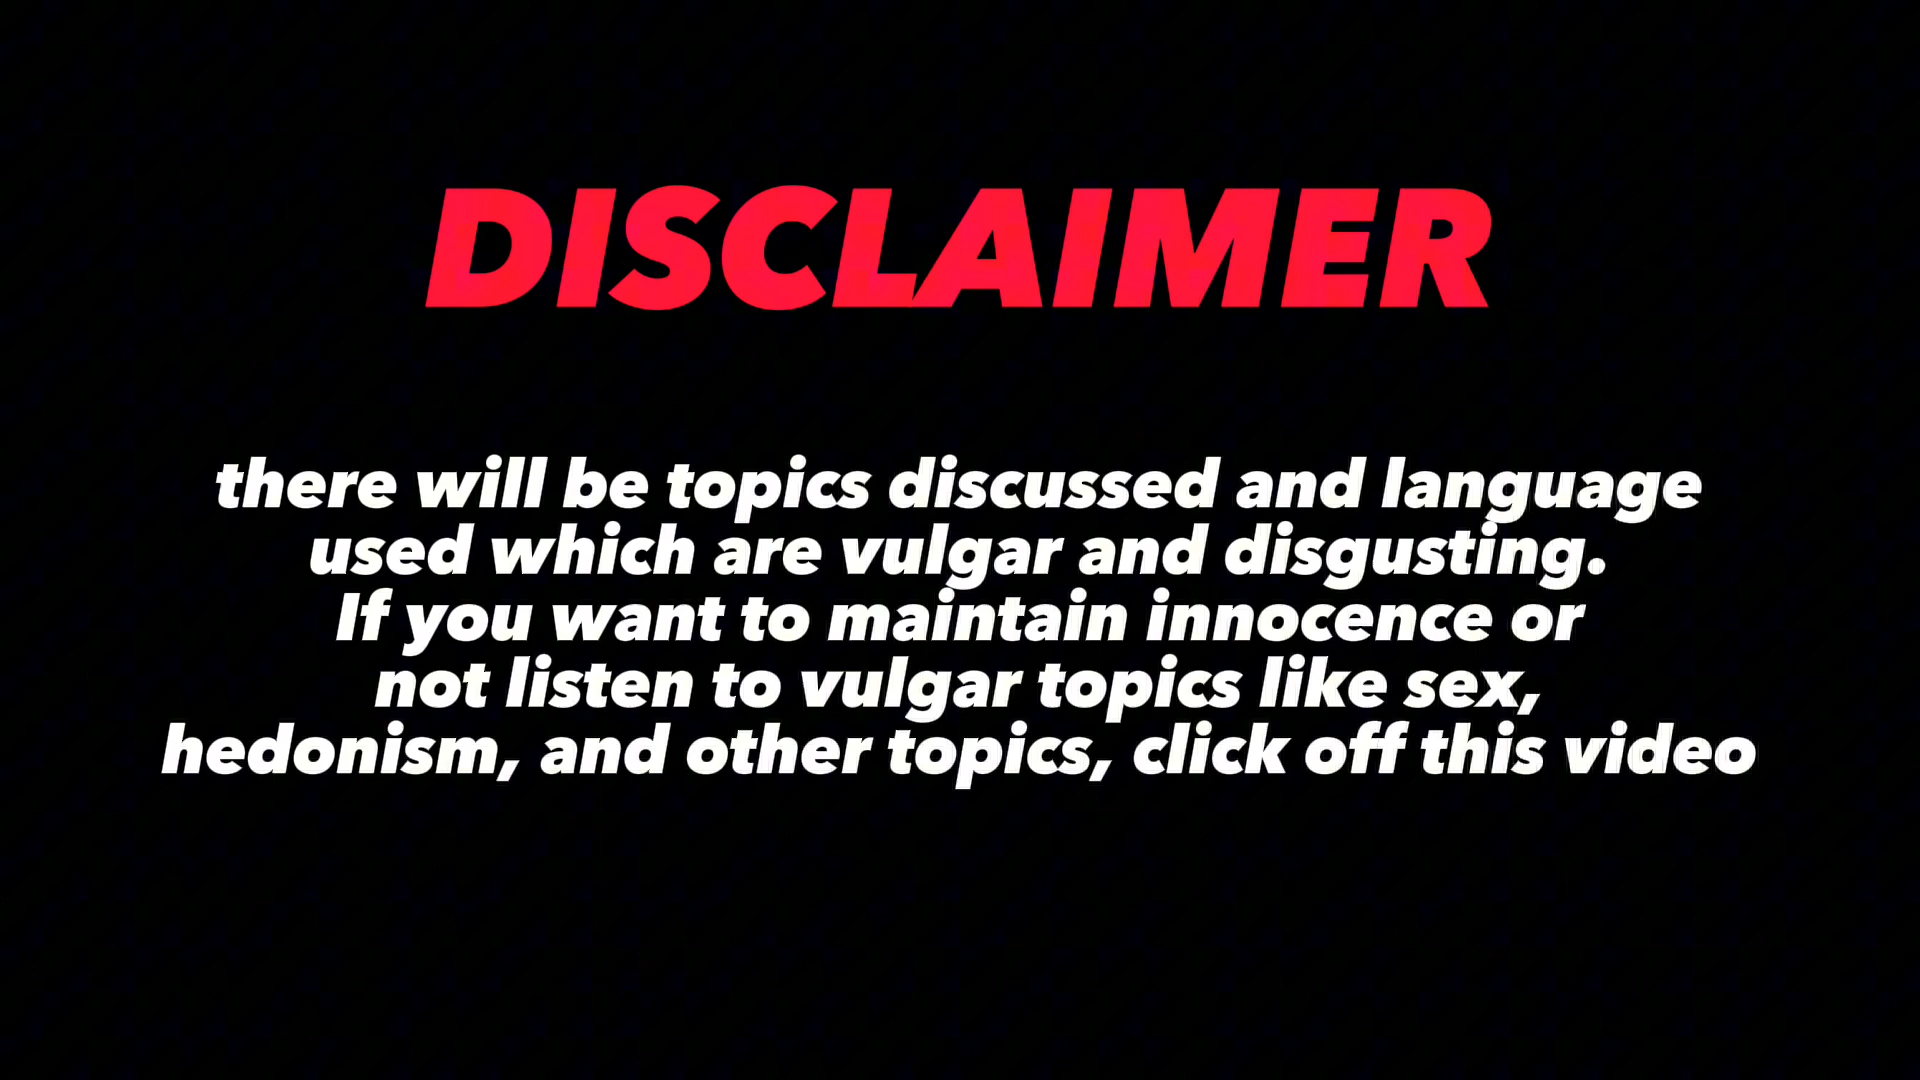 DISCLAIMER
there will be topics discussed and language
used which are vulgar and disgusting.
If you want to maintain innocence or
not listen to vulgar topics like sex,
hedonism, and other topics, click off this video